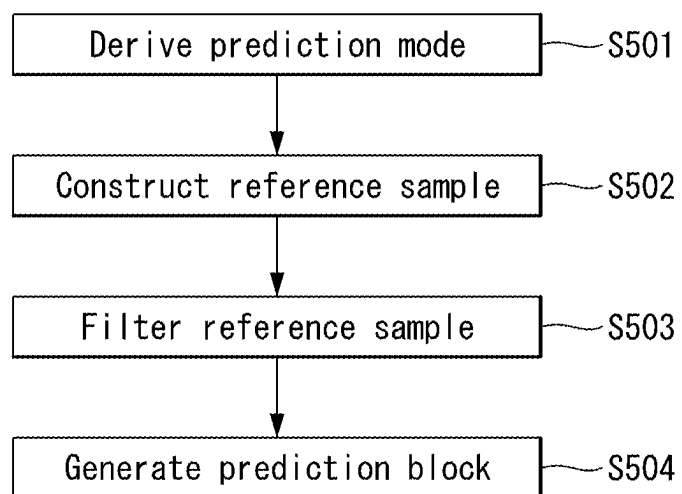 Derive prediction mode S501
Construct reference sample S502
Filter reference sample S503
Generate prediction block S504